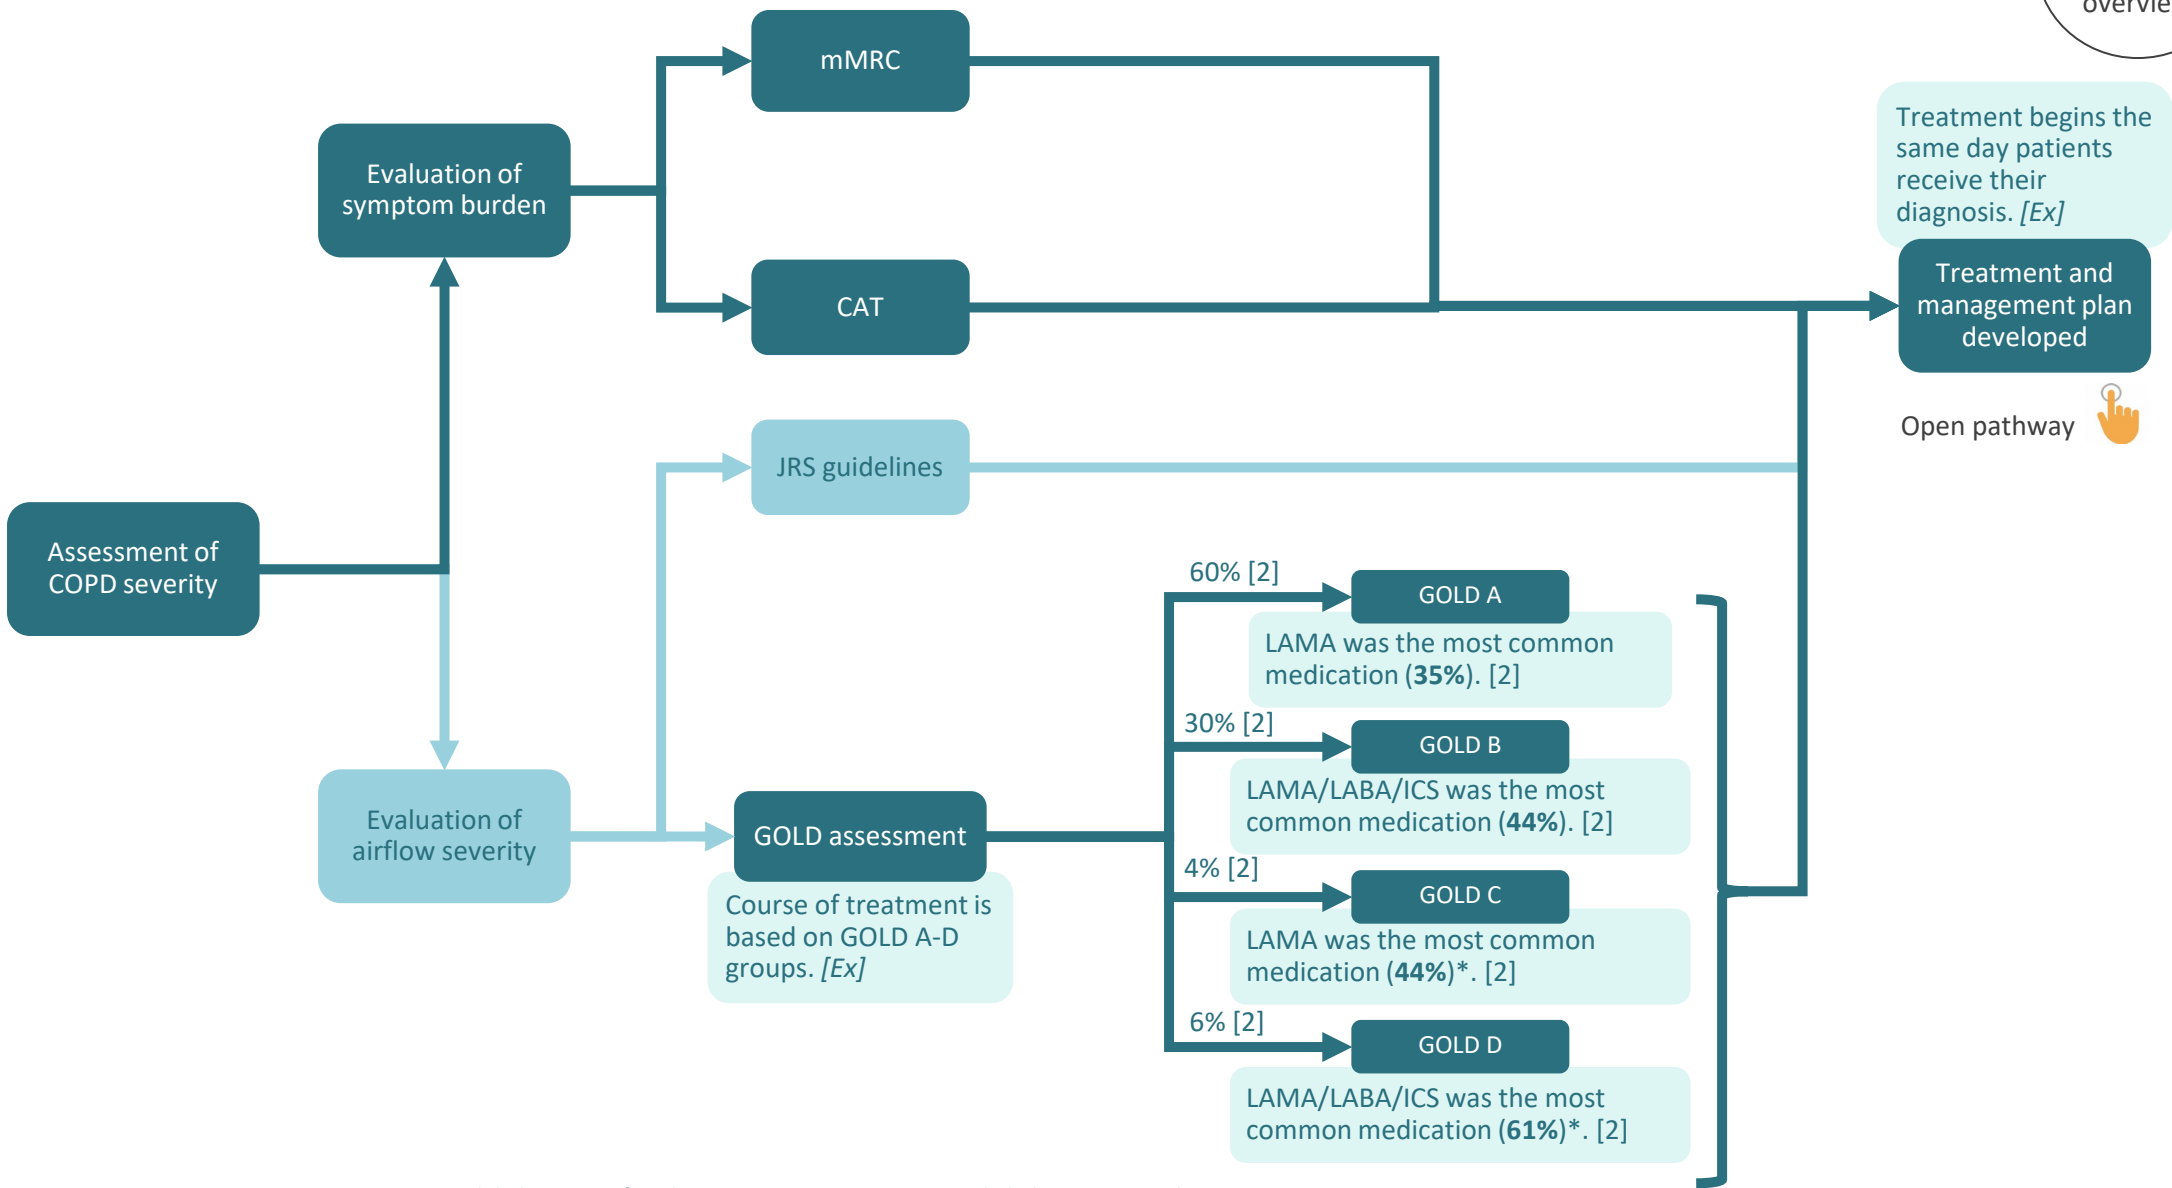 mMRC
Treatment begins the
same day patients
receive their
diagnosis. [Ex]
Evaluation of
symptom burden
CAT
Treatment and
management plan
developed
Open pathway
JRS guidelines
Assessment of
COPD severity
60% [2]
GOLD A
LAMA was the most common
medication (35%). [2]
30% [2]
GOLD B
LAMA/LABA/ICS was the most
common medication (44%). [2]
Evaluation of
airflow severity
GOLD assessment
Course of treatment is
based on GOLD A-D
groups. [Ex]
4% [2]
GOLD C
LAMA was the most common
medication (44%)*. [2]
6% [2]
GOLD D
LAMA/LABA/ICS was the most
common medication (61%)*. [2]